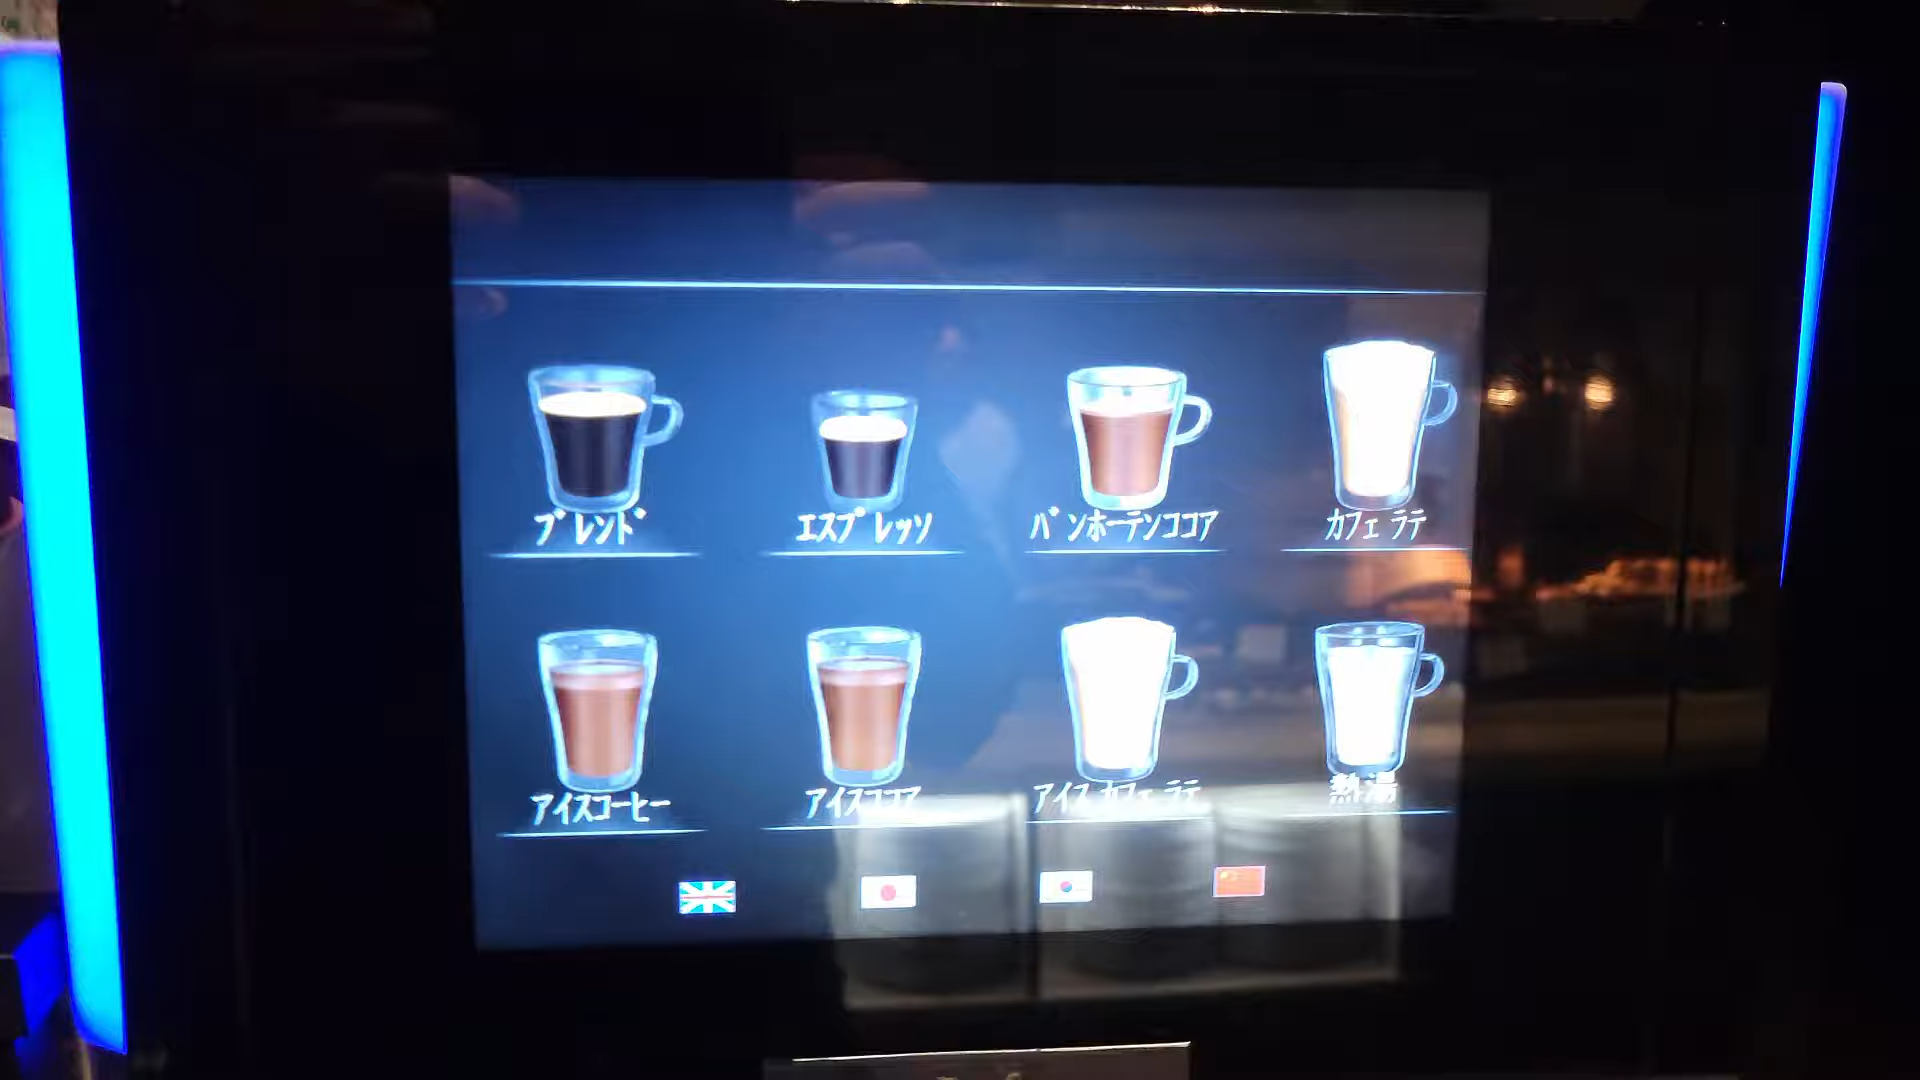 ブレンド
エスプレッソ
バンホーテンココア
カフェ ラテ
アイスコーヒー
アイスココア
アイスカフェ ラテ
熱湯